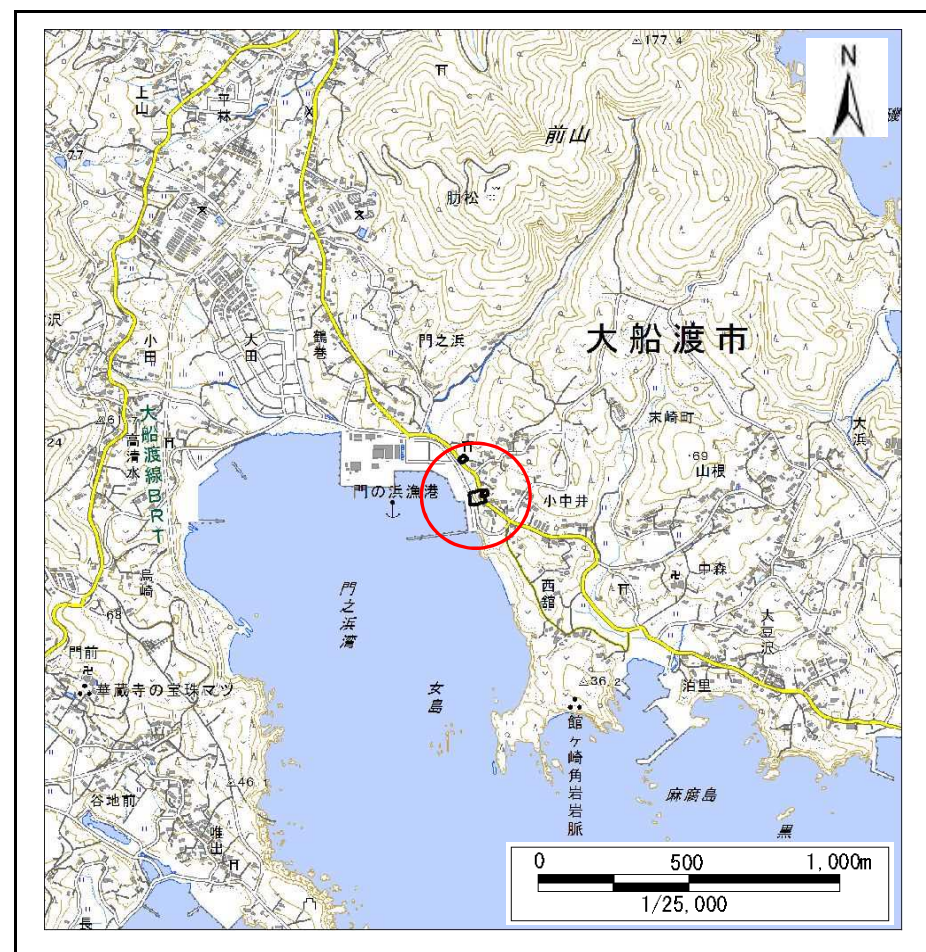 177.4
N
磯
上山
平林
前山
77
肋松
沢
小田
大田
鶴巻
門之浜
大船渡市
末崎町
大浜
24
高清水
大船渡線BRT
69
山根
門の浜漁港
小中井
烏崎
中森
西舘
68
門之浜湾
大豆沢
門前
36.2
泊里
華蔵寺の宝珠マツ
女島
館ヶ崎角岩岩脈
46
麻腐島
谷地前
唯出
黒
長
0 500 1,000m
1/25,000